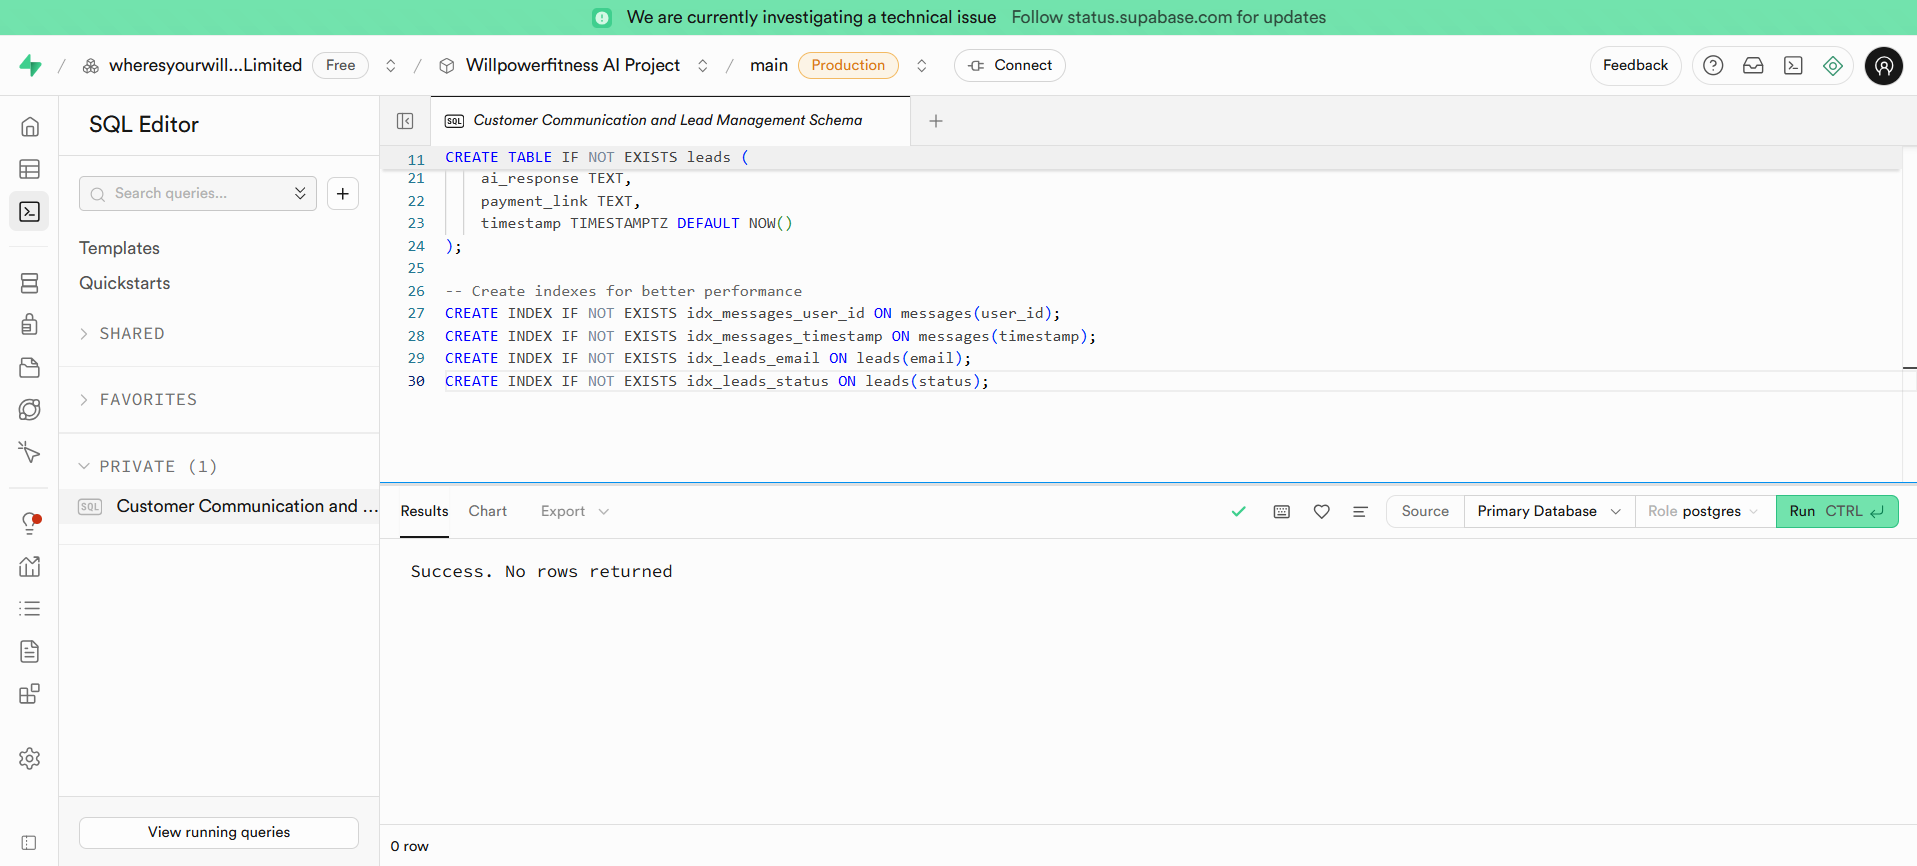 We are currently investigating a technical issue Follow status.supabase.com for updates
/ wheresyourwill...Limited Free / Willpowerfitness AI Project / main Production Connect
Feedback
SQL Editor
Search queries...
Templates
Quickstarts
SHARED
FAVORITES
PRIVATE (1)
SQL Customer Communication and ...
View running queries
SQL Customer Communication and Lead Management Schema
11 CREATE TABLE IF NOT EXISTS leads (
21 ai_response TEXT,
22 payment_link TEXT,
23 timestamp TIMESTAMPTZ DEFAULT NOW()
24 );
25
26 -- Create indexes for better performance
27 CREATE INDEX IF NOT EXISTS idx_messages_user_id ON messages(user_id);
28 CREATE INDEX IF NOT EXISTS idx_messages_timestamp ON messages(timestamp);
29 CREATE INDEX IF NOT EXISTS idx_leads_email ON leads(email);
30 CREATE INDEX IF NOT EXISTS idx_leads_status ON leads(status);
Results Chart Export
Source Primary Database Role postgres Run CTRL
Success. No rows returned
0 row